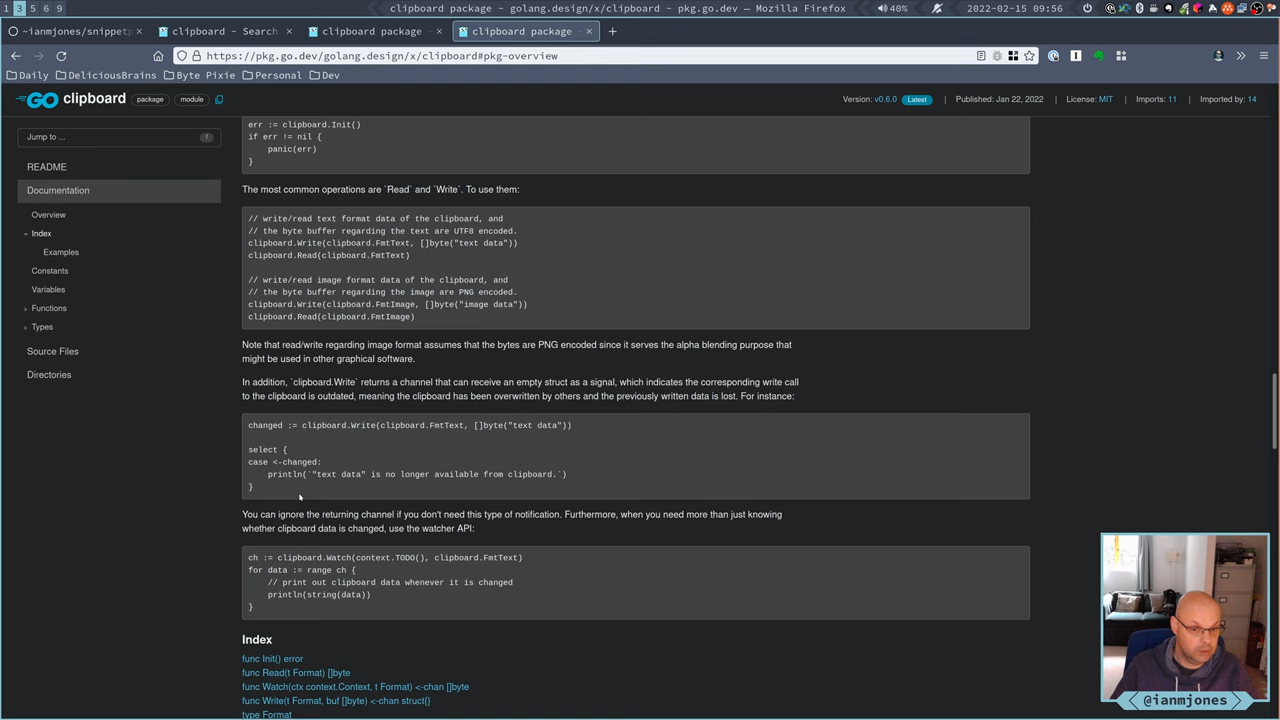 1 2 3 5 6 9
clipboard package - golang.design/x/clipboard - pkg.go.dev — Mozilla Firefox
40%
2022-02-15 09:56
~ianmjones/snippetp
clipboard - Search
clipboard package
clipboard package
https://pkg.go.dev/golang.design/x/clipboard#pkg-overview
Daily
DeliciousBrains
Byte Pixie
Personal
Dev
GO clipboard package module
Version: v0.6.0 Latest | Published: Jan 22, 2022 | License: MIT | Imports: 11 | Imported by: 14
Jump to ... f
README
Documentation
Overview
Index
Examples
Constants
Variables
Functions
Types
Source Files
Directories
err := clipboard.Init()
if err != nil {
panic(err)
}
The most common operations are `Read` and `Write`. To use them:
// write/read text format data of the clipboard, and
// the byte buffer regarding the text are UTF8 encoded.
clipboard.Write(clipboard.FmtText, []byte("text data"))
clipboard.Read(clipboard.FmtText)
// write/read image format data of the clipboard, and
// the byte buffer regarding the image are PNG encoded.
clipboard.Write(clipboard.FmtImage, []byte("image data"))
clipboard.Read(clipboard.FmtImage)
Note that read/write regarding image format assumes that the bytes are PNG encoded since it serves the alpha blending purpose that
might be used in other graphical software.
In addition, `clipboard.Write` returns a channel that can receive an empty struct as a signal, which indicates the corresponding write call
to the clipboard is outdated, meaning the clipboard has been overwritten by others and the previously written data is lost. For instance:
changed := clipboard.Write(clipboard.FmtText, []byte("text data"))
select {
case <-changed:
println(`"text data" is no longer available from clipboard.`)
}
You can ignore the returning channel if you don't need this type of notification. Furthermore, when you need more than just knowing
whether clipboard data is changed, use the watcher API:
ch := clipboard.Watch(context.TODO(), clipboard.FmtText)
for data := range ch {
// print out clipboard data whenever it is changed
println(string(data))
}
Index
func Init() error
func Read(t Format) []byte
func Watch(ctx context.Context, t Format) <-chan []byte
func Write(t Format, buf []byte) <-chan struct{}
type Format
@ianmjones